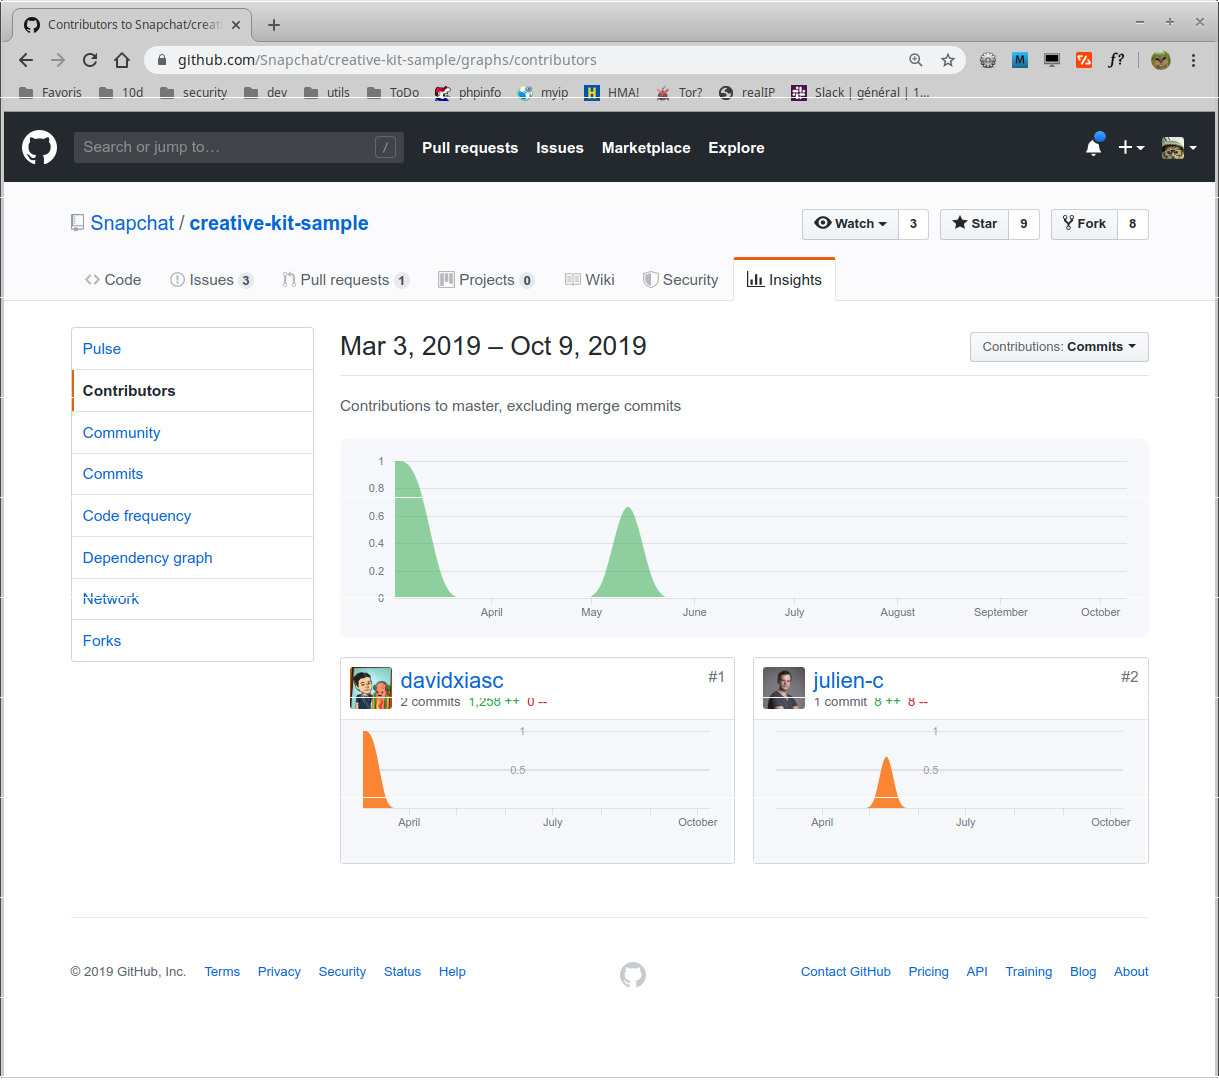 Contributors to Snapchat/creati
github.com/Snapchat/creative-kit-sample/graphs/contributors
M
f?
Favoris 10d security dev utils ToDo phpinfo myip HMA! Tor? realIP Slack | général | 1…
Search or jump to… /
Pull requests Issues Marketplace Explore
Snapchat / creative-kit-sample
Watch 3 Star 9 Fork 8
Code Issues 3 Pull requests 1 Projects 0 Wiki Security Insights
Pulse
Contributors
Community
Commits
Code frequency
Dependency graph
Network
Forks
Mar 3, 2019 – Oct 9, 2019
Contributions: Commits
Contributions to master, excluding merge commits
1
0.8
0.6
0.4
0.2
0
April May June July August September October
davidxiasc #1
2 commits 1,258 ++ 0 --
1
0.5
April July October
julien-c #2
1 commit 8 ++ 8 --
1
0.5
April July October
© 2019 GitHub, Inc. Terms Privacy Security Status Help
Contact GitHub Pricing API Training Blog About